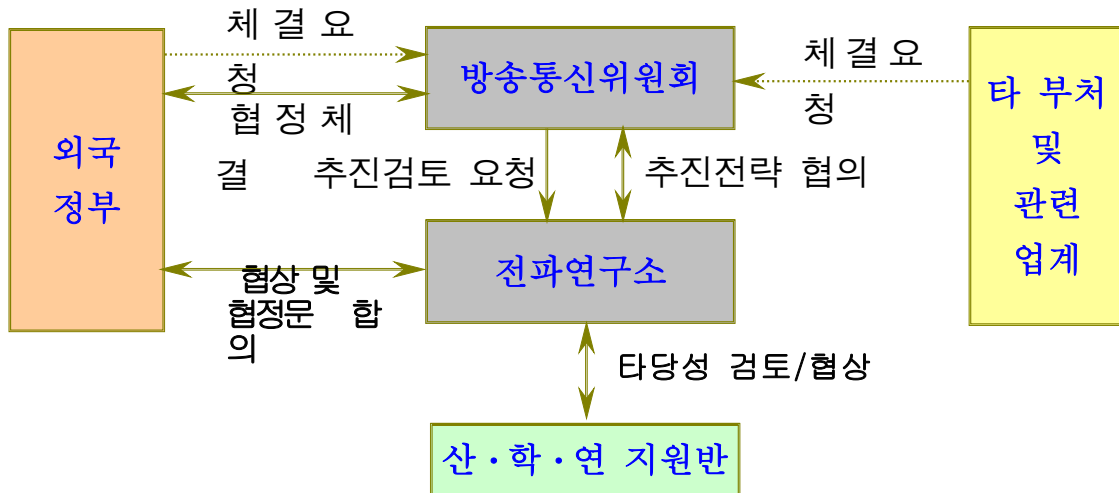 체 결 요
청
협 정 체
결
외국
정부
방송통신위원회
체 결 요
청
타 부처
및
관련
업계
추진검토 요청
추진전략 협의
전파연구소
협상 및
협정문 합
의
타당성 검토/협상
산·학·연 지원반